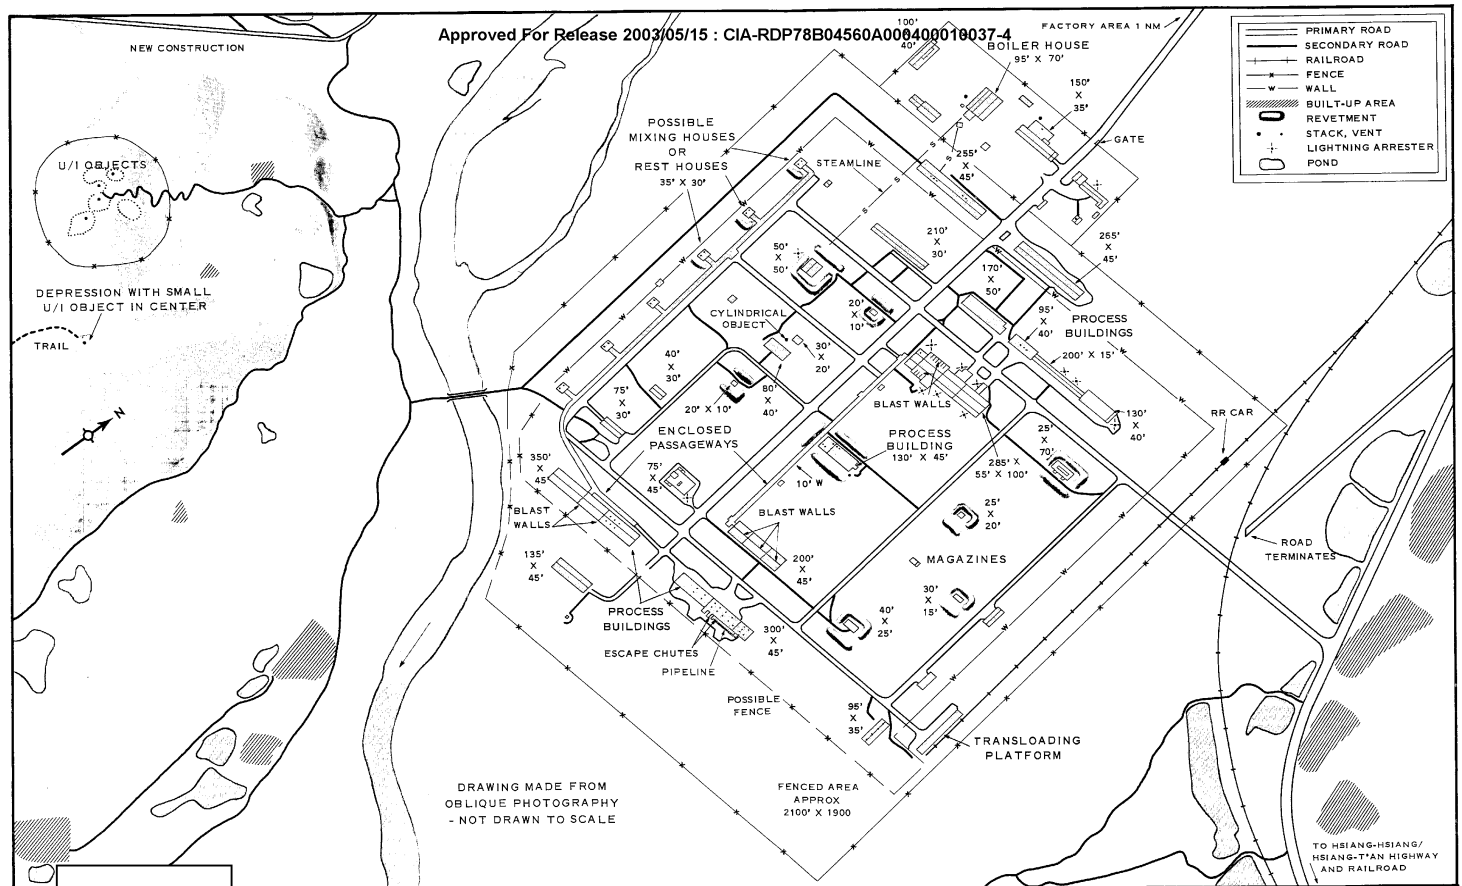 Approved For Release 2003/05/15 : CIA-RDP78B04560A000400010037-4
NEW CONSTRUCTION
100'
40'
FACTORY AREA 1 NM
BOILER HOUSE
95' X 70'
150'
X
35'
PRIMARY ROAD
SECONDARY ROAD
RAILROAD
FENCE
WALL
BUILT-UP AREA
REVETMENT
STACK, VENT
LIGHTNING ARRESTER
POND
POSSIBLE
MIXING HOUSES
OR
REST HOUSES
35' X 30'
STEAMLINE
255'
X
45'
GATE
U/I OBJECTS
210'
X
30'
265'
X
45'
50'
X
50'
170'
X
50'
DEPRESSION WITH SMALL
U/I OBJECT IN CENTER
TRAIL
CYLINDRICAL
OBJECT
20'
X
10'
95'
X
40'
PROCESS
BUILDINGS
30'
X
20'
200' X 15'
40'
X
30'
75'
X
30'
80'
X
40'
20' X 10'
BLAST WALLS
130'
X
40'
RR CAR
N
ENCLOSED
PASSAGEWAYS
PROCESS
BUILDING
130' X 45'
25'
X
70'
285' X
55' X 100'
350'
X
45'
75'
X
45'
10' W
25'
X
20'
BLAST
WALLS
BLAST WALLS
ROAD
TERMINATES
135'
X
45'
200'
X
45'
MAGAZINES
30'
X
15'
PROCESS
BUILDINGS
40'
X
25'
300'
X
45'
ESCAPE CHUTES
PIPELINE
POSSIBLE
FENCE
95'
X
35'
TRANSLOADING
PLATFORM
DRAWING MADE FROM
OBLIQUE PHOTOGRAPHY
- NOT DRAWN TO SCALE
FENCED AREA
APPROX
2100' X 1900
TO HSIANG-HSIANG/
HSIANG-T'AN HIGHWAY
AND RAILROAD